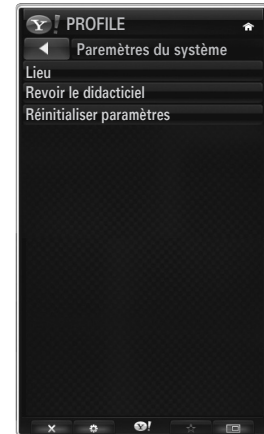 Y! PROFILE
Paremètres du système
Lieu
Revoir le didacticiel
Réinitialiser paramètres
Y!